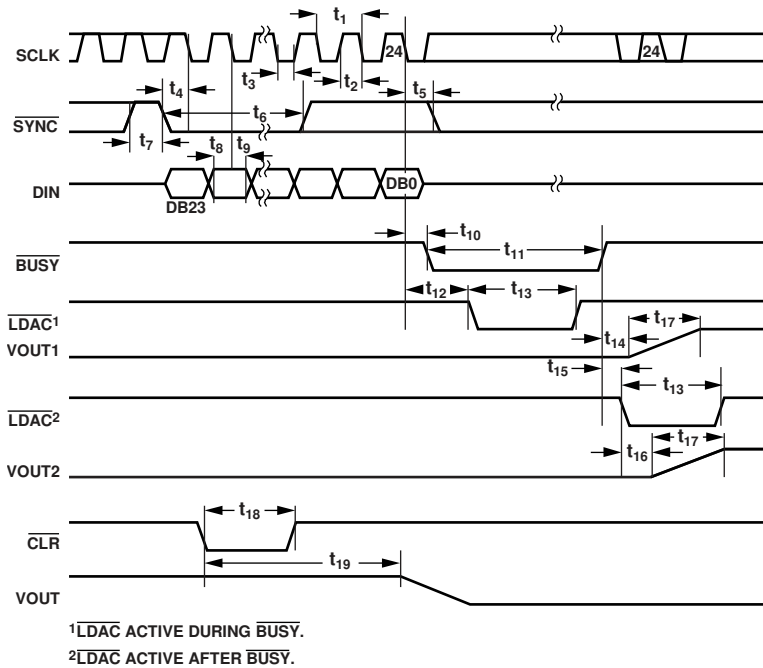 t1
SCLK
24
24
t3
t2
t4
t5
t6
SYNC
t7
t8
t9
DIN
DB23
DB0
t10
t11
BUSY
t12
t13
LDAC1
t17
t14
VOUT1
t15
t13
LDAC2
t17
t16
VOUT2
t18
CLR
t19
VOUT
1LDAC ACTIVE DURING BUSY.
2LDAC ACTIVE AFTER BUSY.